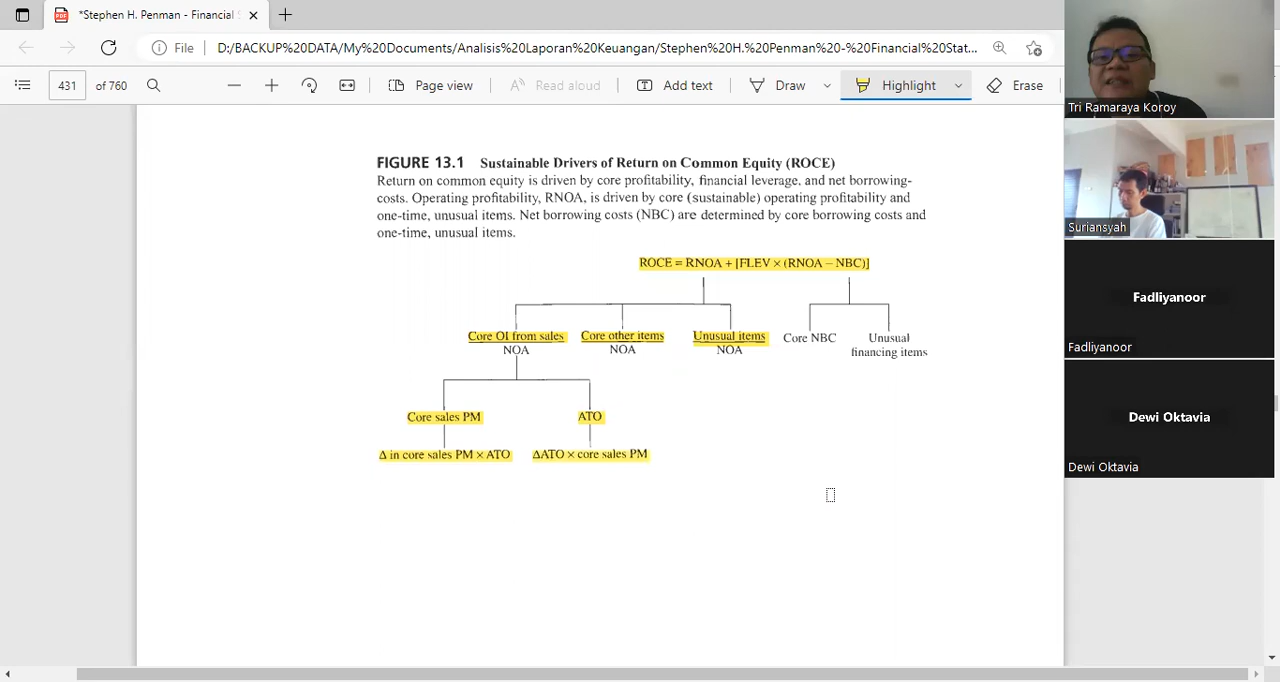 *Stephen H. Penman - Financial S
File
D:/BACKUP%20DATA/My%20Documents/Analisis%20Laporan%20Keuangan/Stephen%20H.%20Penman%20-%20Financial%20Stat...
431 of 760
Page view
Read aloud
Add text
Draw
Highlight
Erase
FIGURE 13.1 Sustainable Drivers of Return on Common Equity (ROCE)
Return on common equity is driven by core profitability, financial leverage, and net borrowing-
costs. Operating profitability, RNOA, is driven by core (sustainable) operating profitability and
one-time, unusual items. Net borrowing costs (NBC) are determined by core borrowing costs and
one-time, unusual items.
ROCE = RNOA + [FLEV × (RNOA – NBC)]
Core OI from sales Core other items Unusual items Core NBC Unusual
NOA NOA NOA financing items
Core sales PM ATO
Δ in core sales PM × ATO ΔATO × core sales PM
Tri Ramaraya Koroy
Suriansyah
Fadliyanoor
Fadliyanoor
Dewi Oktavia
Dewi Oktavia